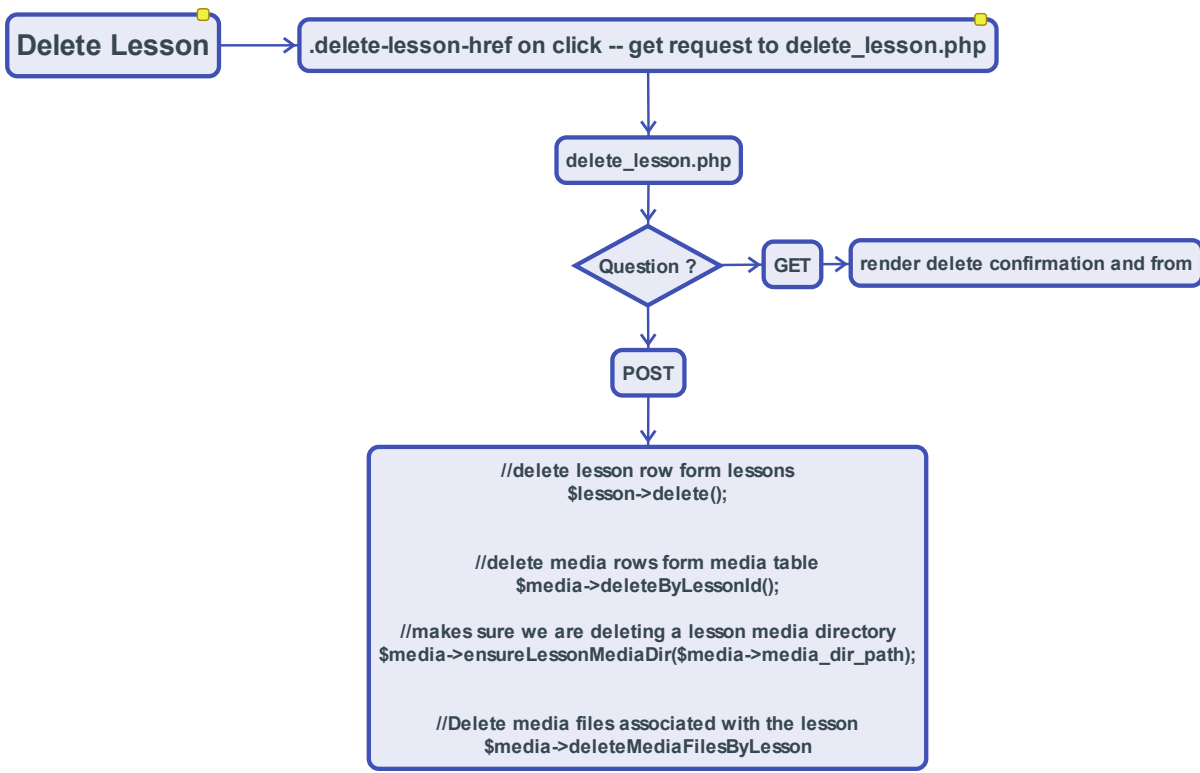 Delete Lesson
.delete-lesson-href on click -- get request to delete_lesson.php
delete_lesson.php
Question ?
GET
render delete confirmation and from
POST
//delete lesson row form lessons
$lesson->delete();
//delete media rows form media table
$media->deleteByLessonId();
//makes sure we are deleting a lesson media directory
$media->ensureLessonMediaDir($media->media_dir_path);
//Delete media files associated with the lesson
$media->deleteMediaFilesByLesson